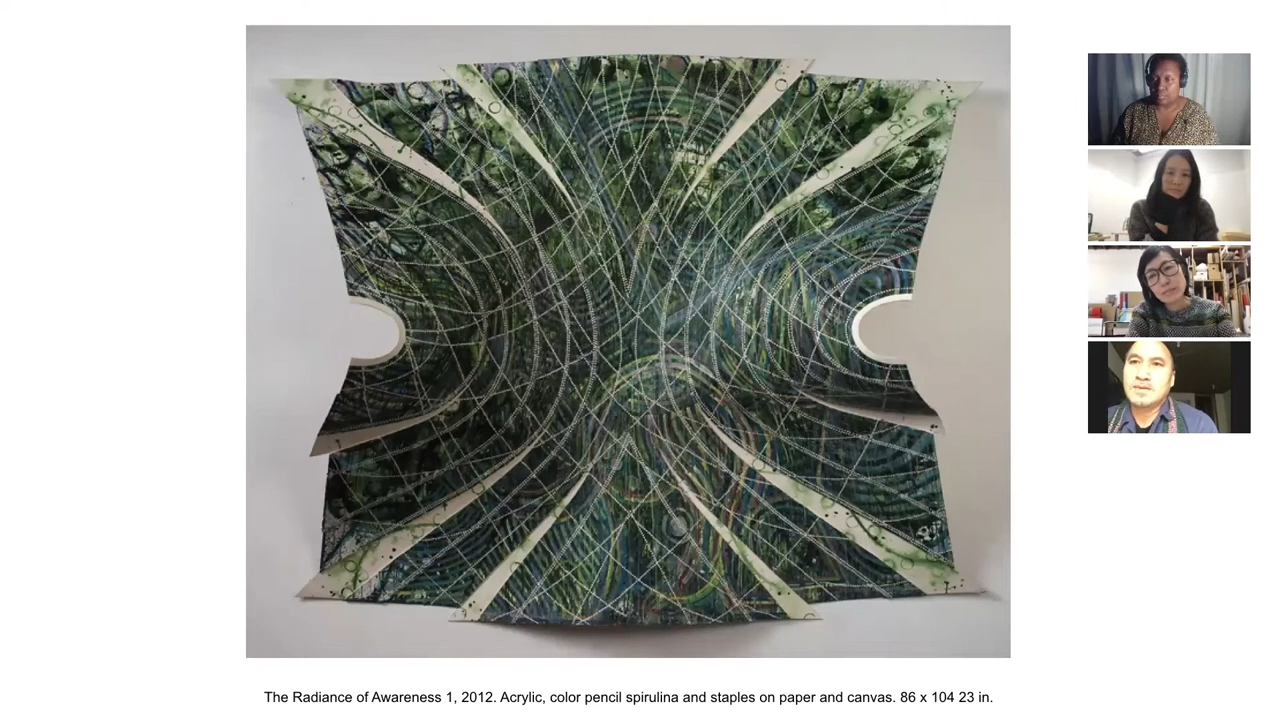 The Radiance of Awareness 1, 2012. Acrylic, color pencil spirulina and staples on paper and canvas. 86 x 104 23 in.